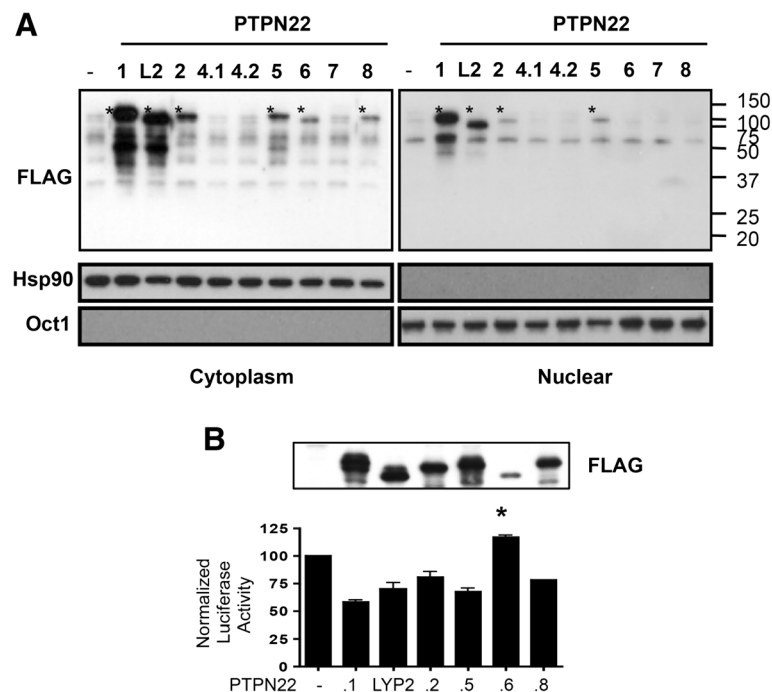 A
PTPN22 PTPN22
- 1 L2 2 4.1 4.2 5 6 7 8 - 1 L2 2 4.1 4.2 5 6 7 8
* * * * * * * * * *
FLAG
150
100
75
50
37
25
20
Hsp90
Oct1
Cytoplasm Nuclear
B
FLAG
*
Normalized
Luciferase
Activity
125
100
75
50
25
0
PTPN22 - .1 LYP2 .2 .5 .6 .8